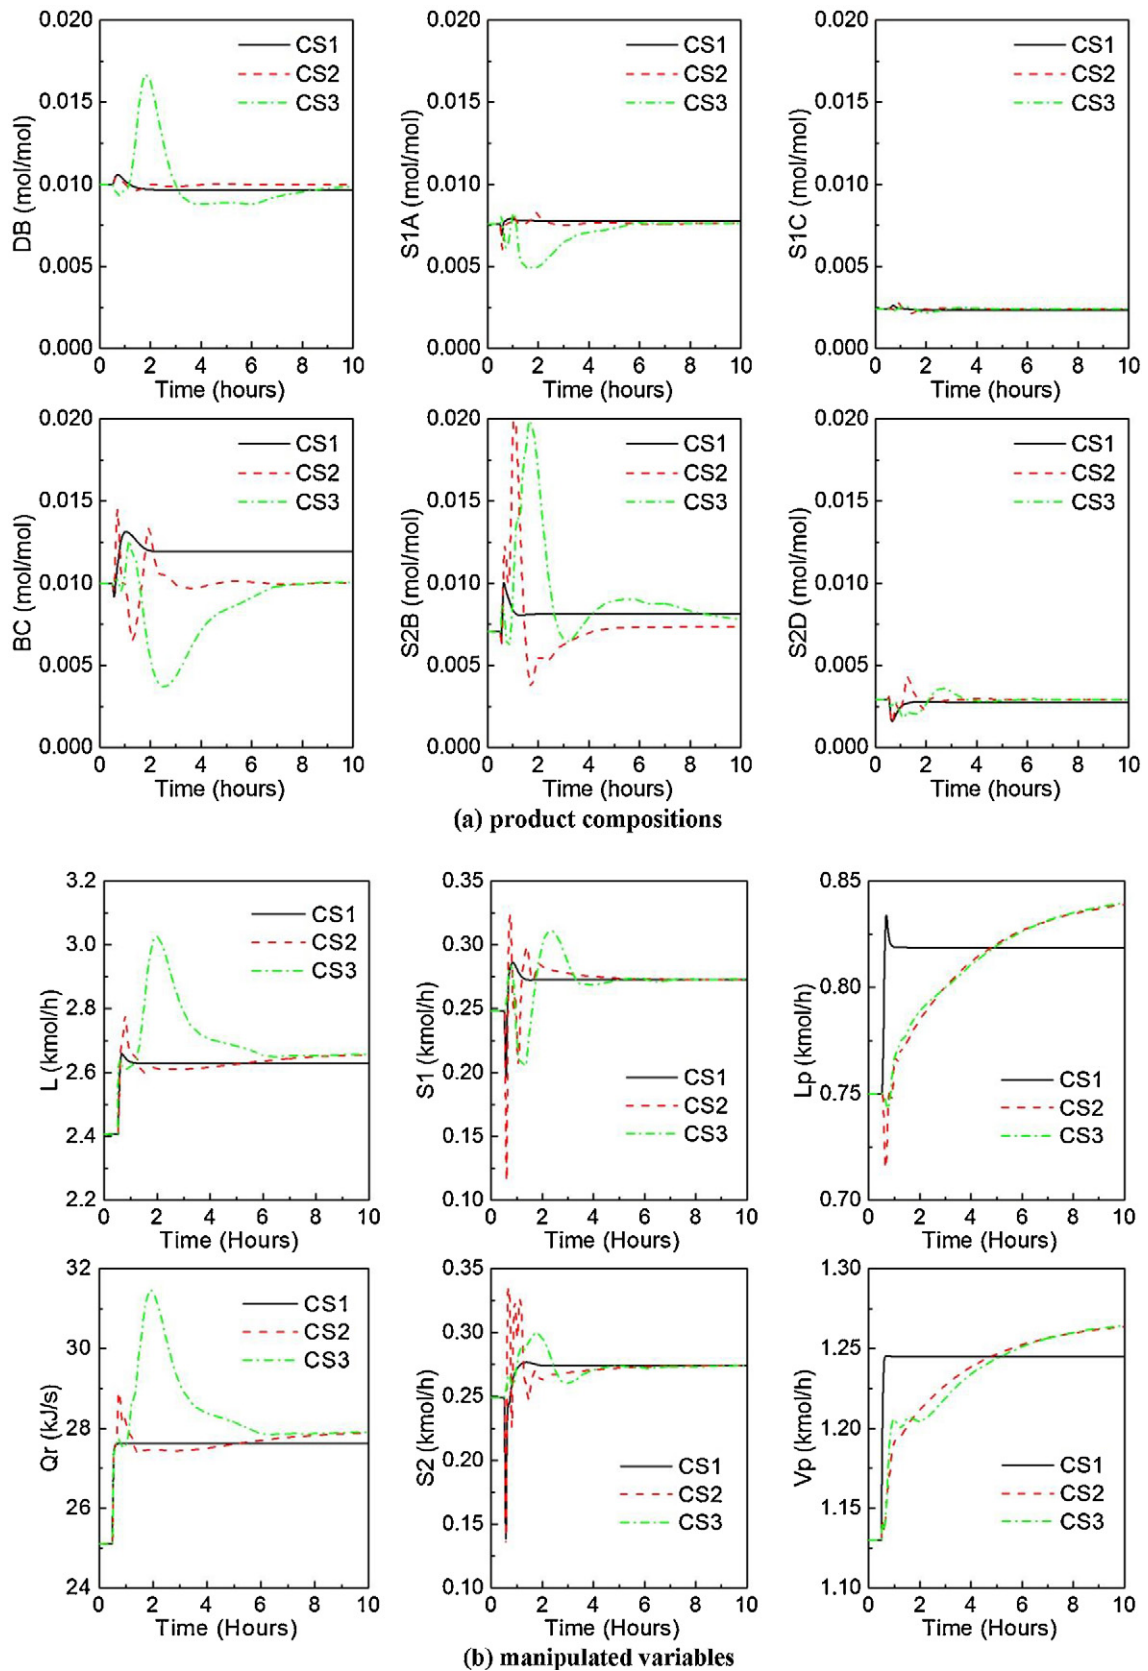 DB (mol/mol)
0.020
0.015
0.010
0.005
0.000
CS1
CS2
CS3
0 2 4 6 8 10
Time (hours)
S1A (mol/mol)
0.020
0.015
0.010
0.005
0.000
CS1
CS2
CS3
0 2 4 6 8 10
Time (hours)
S1C (mol/mol)
0.020
0.015
0.010
0.005
0.000
CS1
CS2
CS3
0 2 4 6 8 10
Time (hours)
BC (mol/mol)
0.020
0.015
0.010
0.005
0.000
CS1
CS2
CS3
0 2 4 6 8 10
Time (hours)
S2B (mol/mol)
0.020
0.015
0.010
0.005
0.000
CS1
CS2
CS3
0 2 4 6 8 10
Time (hours)
S2D (mol/mol)
0.020
0.015
0.010
0.005
0.000
CS1
CS2
CS3
0 2 4 6 8 10
Time (hours)
(a) product compositions
L (kmol/h)
3.2
3.0
2.8
2.6
2.4
2.2
CS1
CS2
CS3
0 2 4 6 8 10
Time (Hours)
S1 (kmol/h)
0.35
0.30
0.25
0.20
0.15
0.10
CS1
CS2
CS3
0 2 4 6 8 10
Time (Hours)
Lp (kmol/h)
0.85
0.80
0.75
0.70
CS1
CS2
CS3
0 2 4 6 8 10
Time (Hours)
Qr (kJ/s)
32
30
28
26
24
CS1
CS2
CS3
0 2 4 6 8 10
Time (Hours)
S2 (kmol/h)
0.35
0.30
0.25
0.20
0.15
0.10
CS1
CS2
CS3
0 2 4 6 8 10
Time (Hours)
Vp (kmol/h)
1.30
1.25
1.20
1.15
1.10
CS1
CS2
CS3
0 2 4 6 8 10
Time (Hours)
(b) manipulated variables